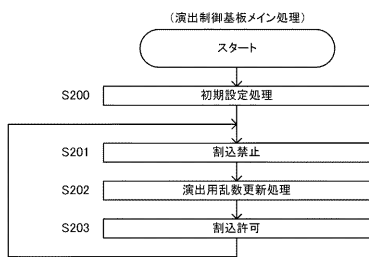 （演出制御基板メイン処理）
スタート
S200 初期設定処理
S201 割込禁止
S202 演出用乱数更新処理
S203 割込許可